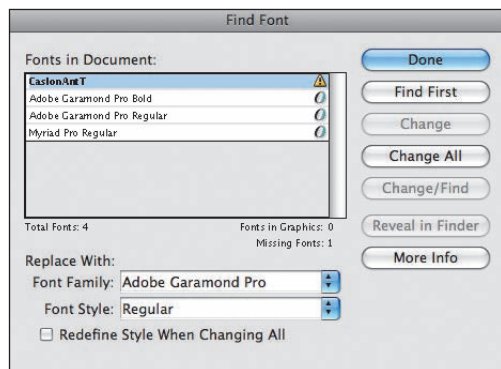 Find Font
Fonts in Document:
CaslonAntT
Adobe Garamond Pro Bold
Adobe Garamond Pro Regular
Myriad Pro Regular
Total Fonts: 4
Fonts in Graphics: 0
Missing Fonts: 1
Replace With:
Font Family: Adobe Garamond Pro
Font Style: Regular
Redefine Style When Changing All
Done
Find First
Change
Change All
Change/Find
Reveal in Finder
More Info